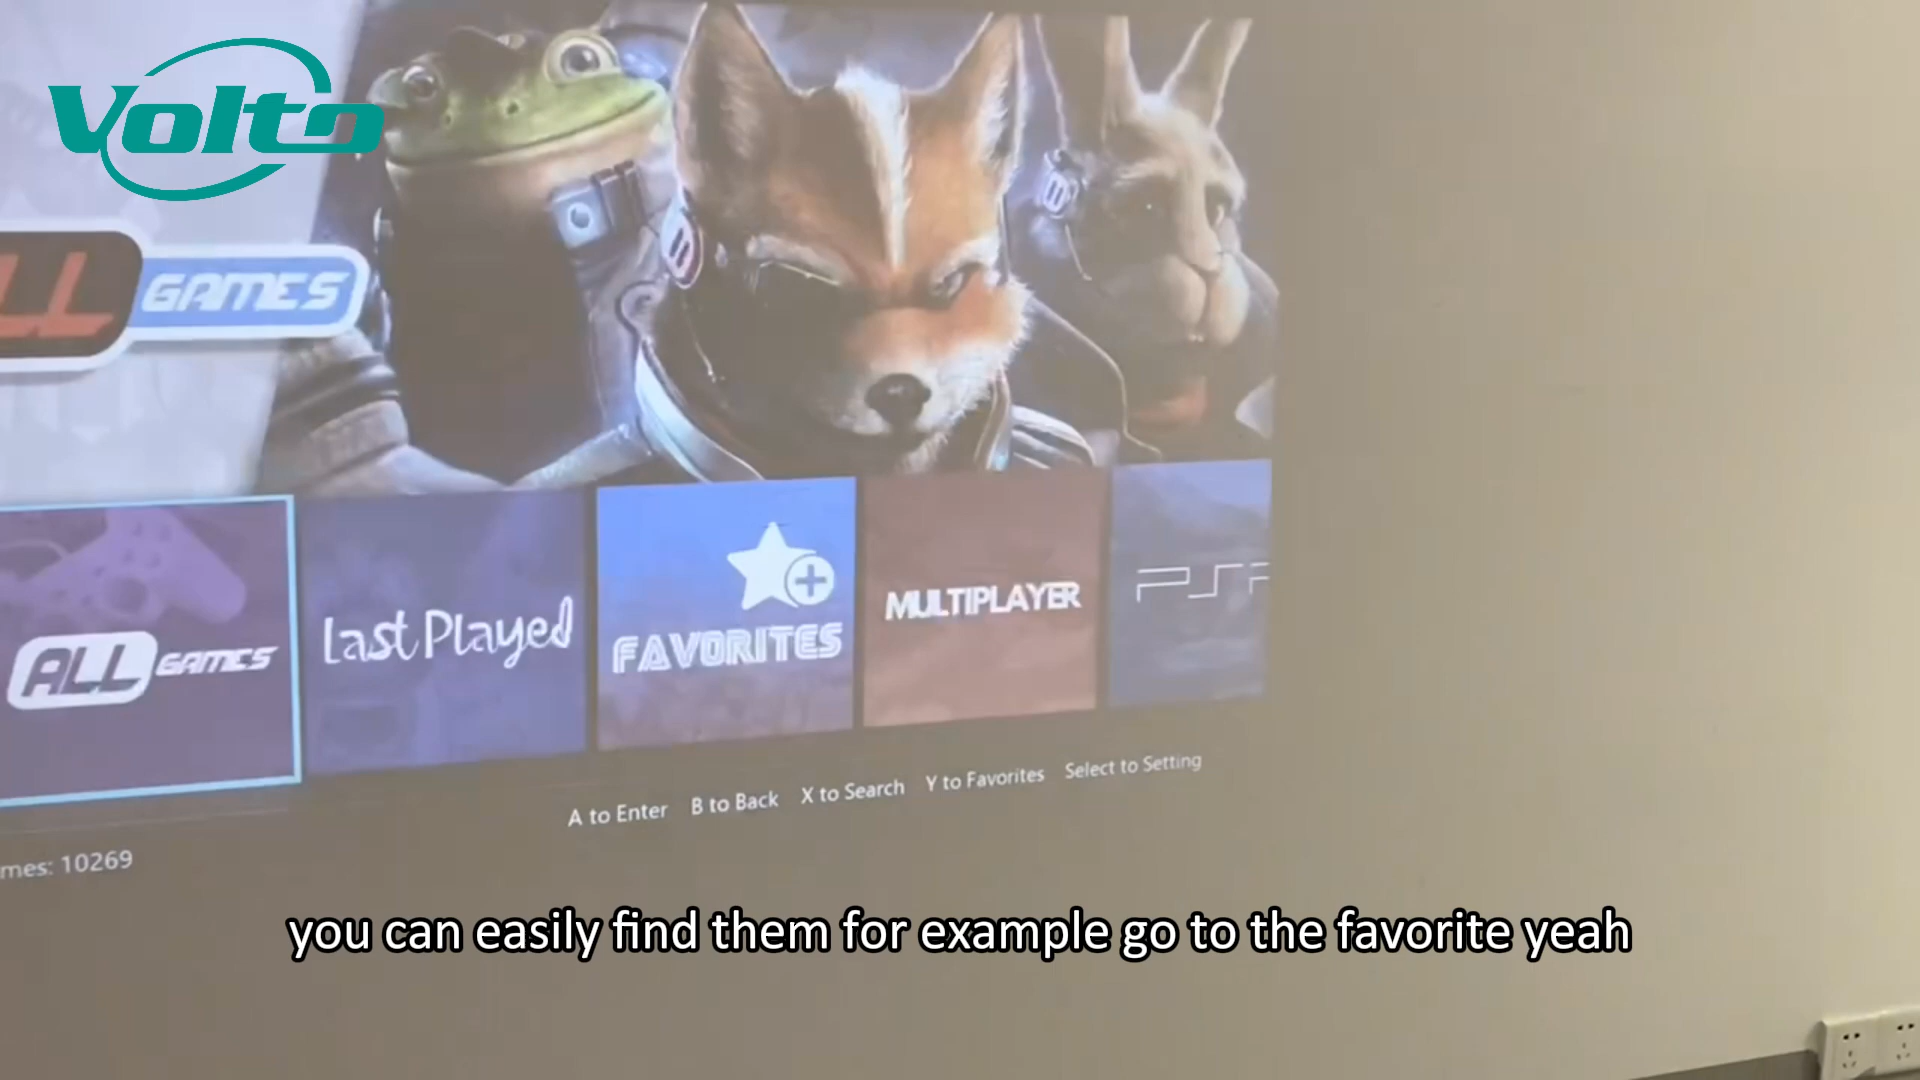 Volto
LL GAMES
ALL GAMES
Last Played
FAVORITES
MULTIPLAYER
PSP
A to Enter B to Back X to Search Y to Favorites Select to Setting
mes: 10269
you can easily find them for example go to the favorite yeah